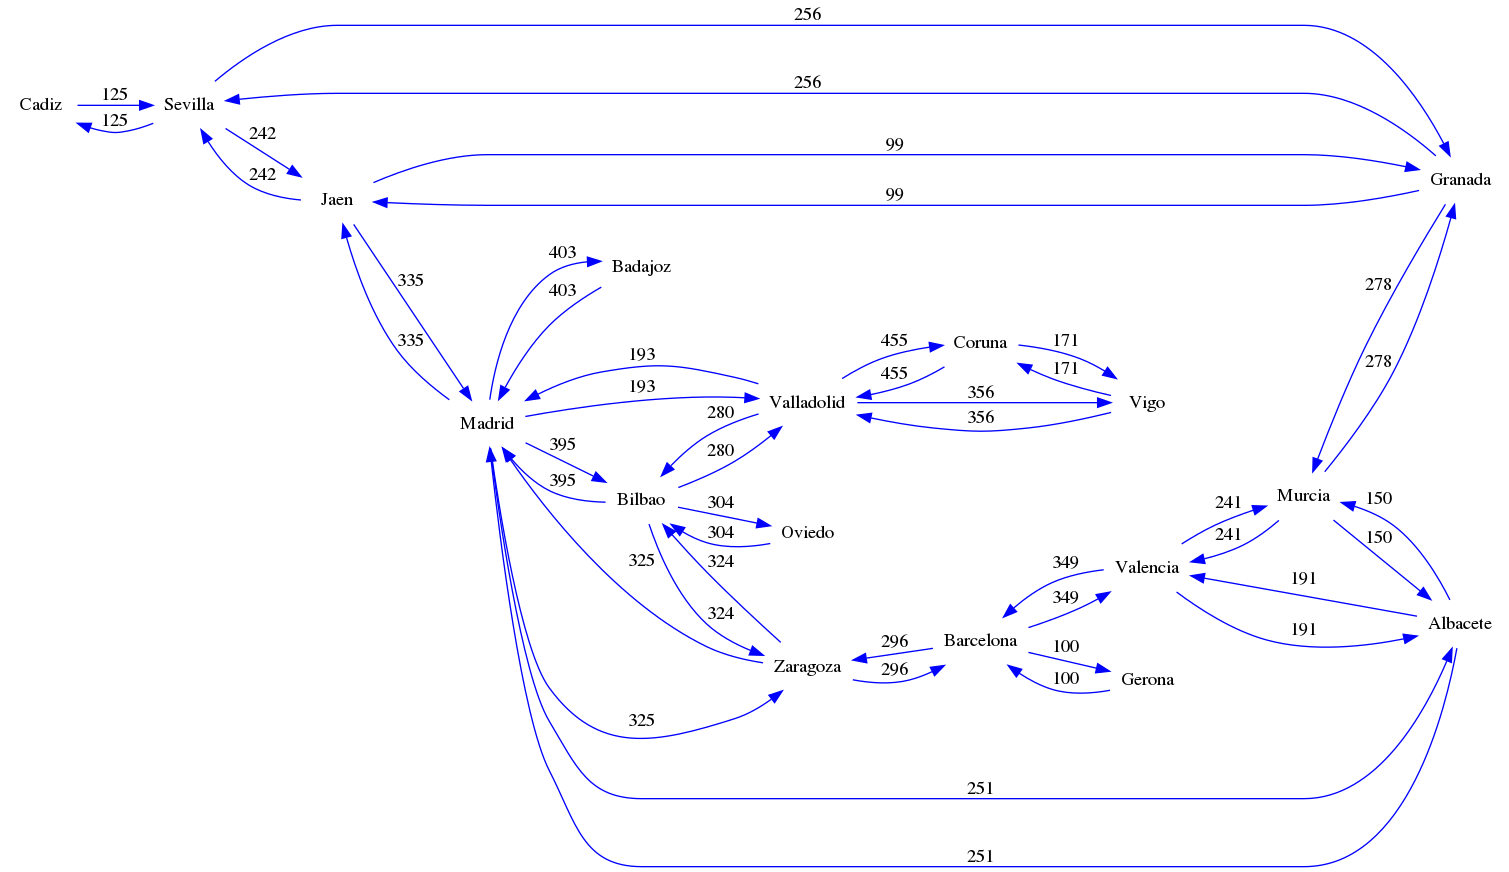 256
256
Cadiz
125
125
Sevilla
242
242
99
99
Granada
Jaen
403
403
Badajoz
335
335
278
278
193
193
455
455
Coruna
171
171
Madrid
Valladolid
356
356
Vigo
280
280
395
395
Bilbao
304
304
Oviedo
325
324
324
241
241
Murcia
150
150
349
349
Valencia
191
191
Albacete
Zaragoza
296
296
Barcelona
100
100
Gerona
325
251
251